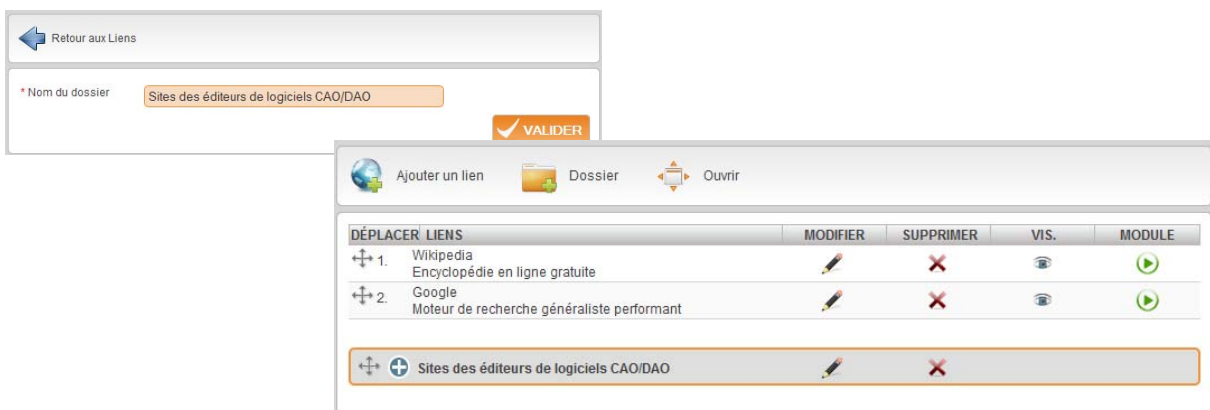 Retour aux Liens
* Nom du dossier Sites des éditeurs de logiciels CAO/DAO
VALIDER
Ajouter un lien Dossier Ouvrir
DÉPLACER LIENS MODIFIER SUPPRIMER VIS. MODULE
1. Wikipedia
Encyclopédie en ligne gratuite
2. Google
Moteur de recherche généraliste performant
Sites des éditeurs de logiciels CAO/DAO